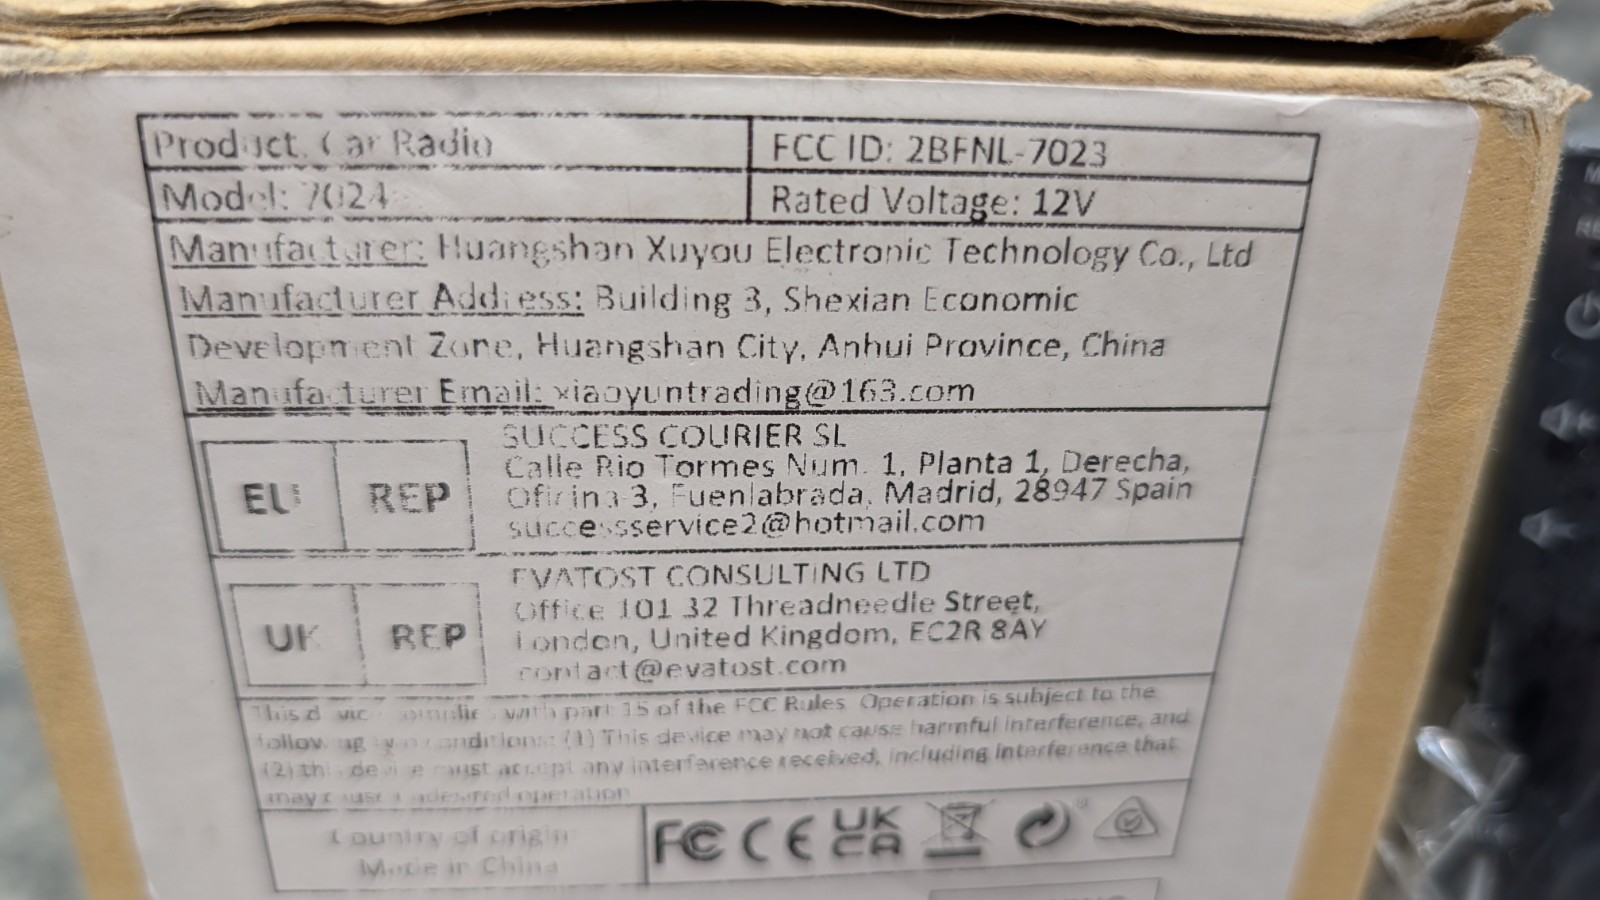 Product: Car Radio
FCC ID: 2BFNL-7023
Model: 7024
Rated Voltage: 12V
Manufacturer: Huangshan Xuyou Electronic Technology Co., Ltd
Manufacturer Address: Building 3, Shexian Economic
Development Zone, Huangshan City, Anhui Province, China
Manufacturer Email: xiaoyuntrading@163.com
EU REP
SUCCESS COURIER SL
Calle Rio Tormes Num. 1, Planta 1, Derecha,
Oficina 3, Fuenlabrada, Madrid, 28947 Spain
successservice2@hotmail.com
UK REP
EVATOST CONSULTING LTD
Office 101 32 Threadneedle Street,
London, United Kingdom, EC2R 8AY
contact@evatost.com
This device complies with part 15 of the FCC Rules. Operation is subject to the
following two conditions: (1) This device may not cause harmful interference, and
(2) this device must accept any interference received, including interference that
may cause undesired operation
Country of origin
Made in China
FC CE UKCA